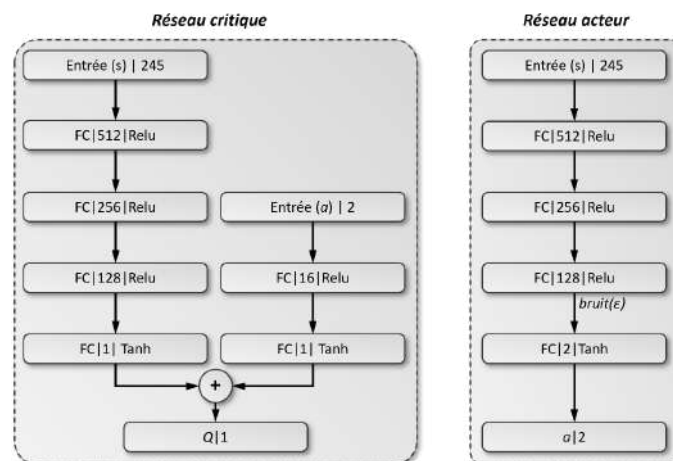 Réseau critique
Entrée (s) | 245
FC|512|Relu
FC|256|Relu
Entrée (a) | 2
FC|128|Relu
FC|16|Relu
FC|1| Tanh
FC|1| Tanh
+
Q|1
Réseau acteur
Entrée (s) | 245
FC|512|Relu
FC|256|Relu
FC|128|Relu
bruit(ε)
FC|2|Tanh
a|2